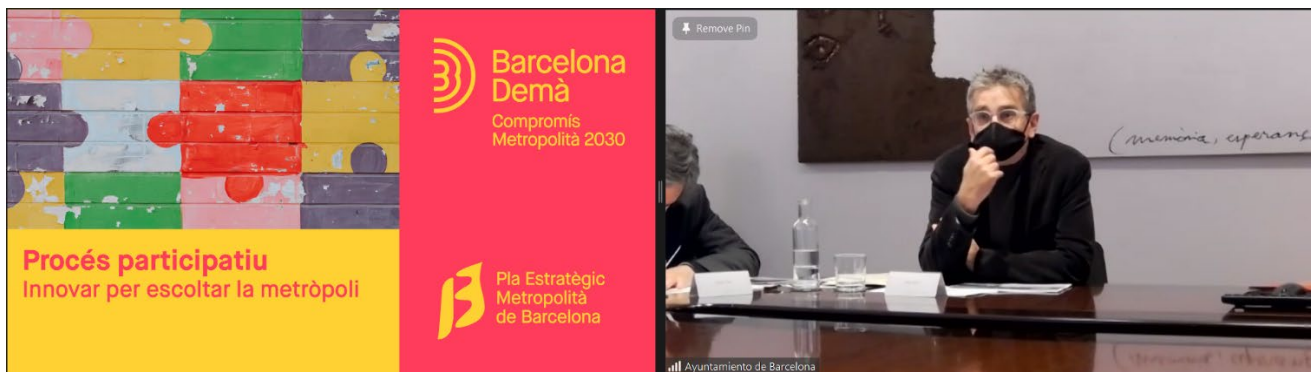 Procés participatiu
Innovar per escoltar la metròpoli
Barcelona
Demà
Compromís
Metropolità 2030
Pla Estratègic
Metropolità
de Barcelona
Remove Pin
(memòria, esperanç
Ayuntamiento de Barcelona